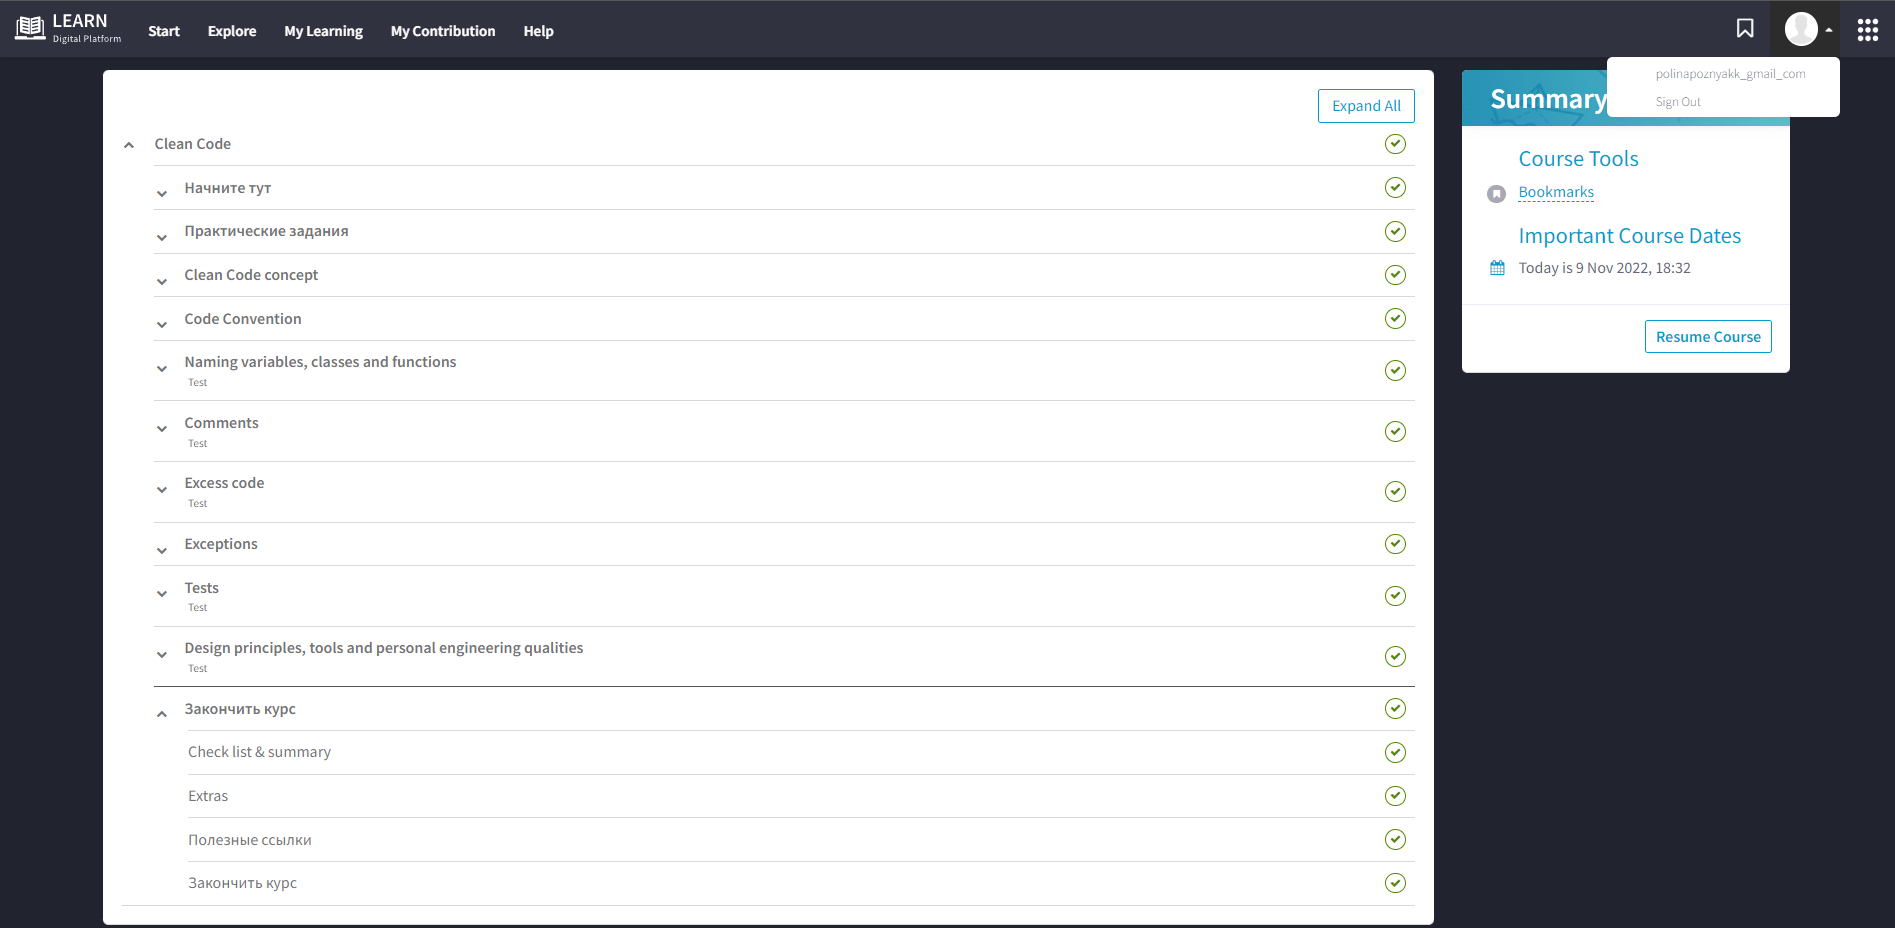 LEARN
Digital Platform
Start Explore My Learning My Contribution Help
polinapoznyakk_gmail_com
Sign Out
Expand All
Clean Code
Начните тут
Практические задания
Clean Code concept
Code Convention
Naming variables, classes and functions
Test
Comments
Test
Excess code
Test
Exceptions
Tests
Test
Design principles, tools and personal engineering qualities
Test
Закончить курс
Check list & summary
Extras
Полезные ссылки
Закончить курс
Summary
Course Tools
Bookmarks
Important Course Dates
Today is 9 Nov 2022, 18:32
Resume Course